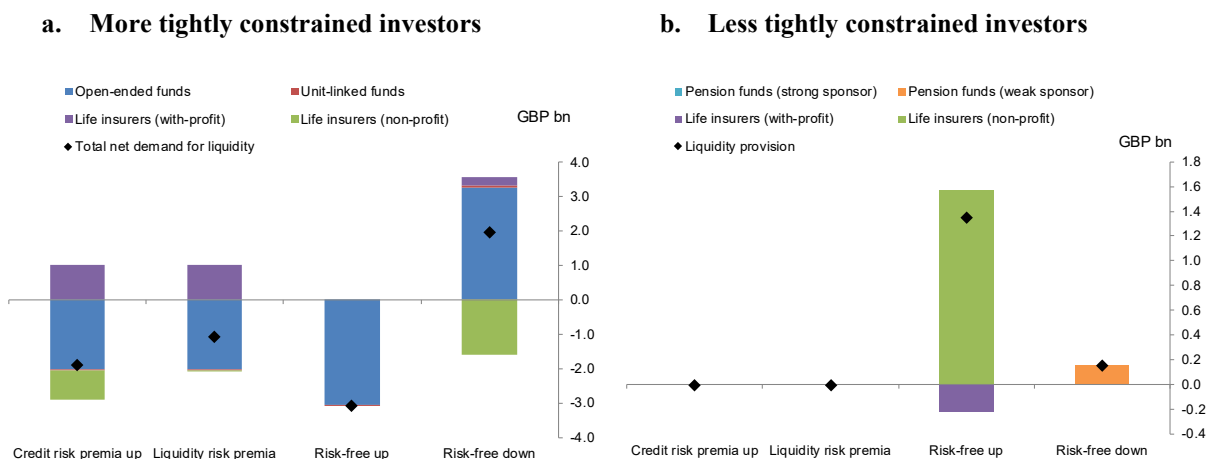 a. More tightly constrained investors
Open-ended funds
Unit-linked funds
Life insurers (with-profit)
Life insurers (non-profit)
Total net demand for liquidity
GBP bn
4.0
3.0
2.0
1.0
0.0
-1.0
-2.0
-3.0
-4.0
Credit risk premia up
Liquidity risk premia
Risk-free up
Risk-free down
b. Less tightly constrained investors
Pension funds (strong sponsor)
Pension funds (weak sponsor)
Life insurers (with-profit)
Life insurers (non-profit)
Liquidity provision
GBP bn
1.8
1.6
1.4
1.2
1.0
0.8
0.6
0.4
0.2
0.0
-0.2
-0.4
Credit risk premia up
Liquidity risk premia
Risk-free up
Risk-free down